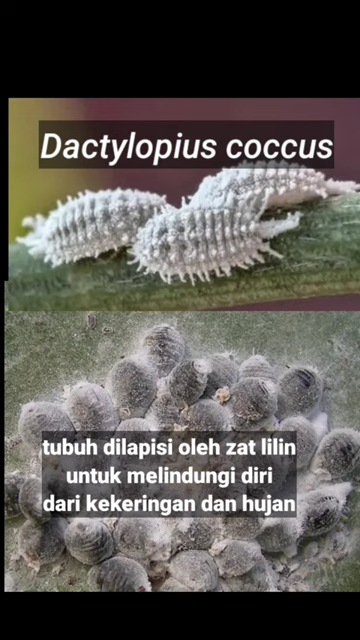 Dactylopius coccus
tubuh dilapisi oleh zat lilin
untuk melindungi diri
dari kekeringan dan hujan